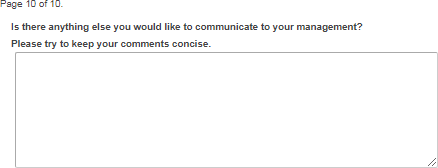 Page 10 of 10.
Is there anything else you would like to communicate to your management?
Please try to keep your comments concise.